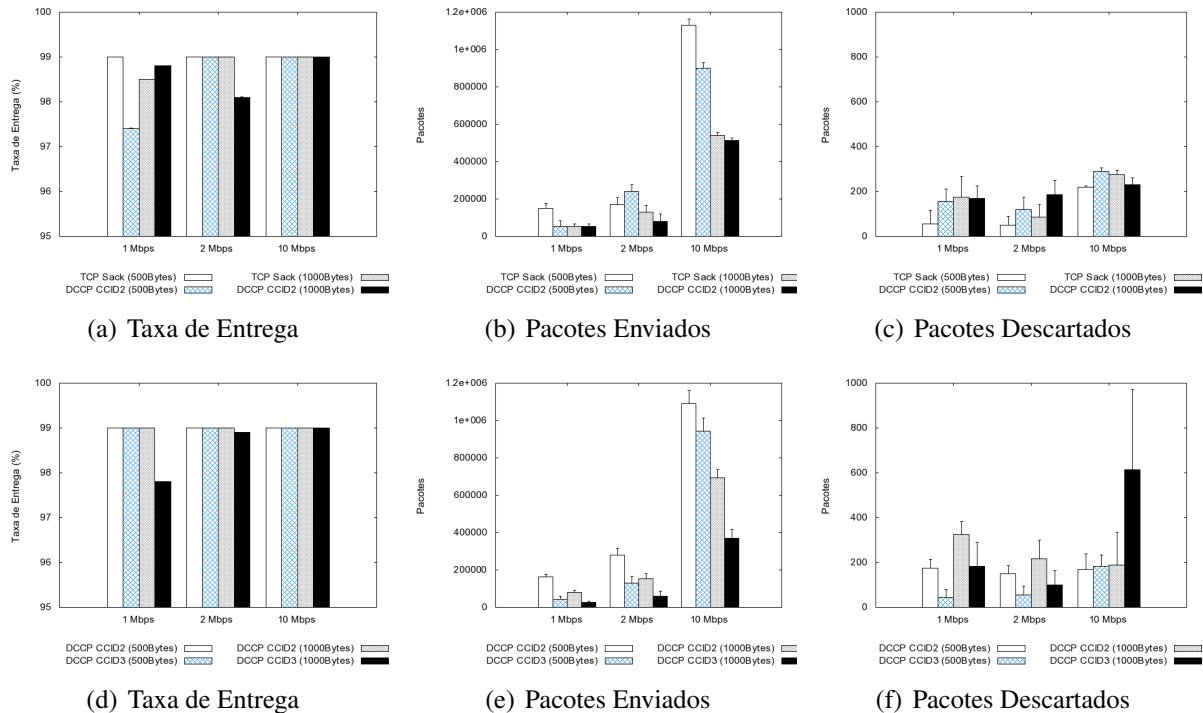 100
99
98
97
96
95
Taxa de Entrega (%)
1 Mbps 2 Mbps 10 Mbps
TCP Sack (500Bytes) TCP Sack (1000Bytes)
DCCP CCID2 (500Bytes) DCCP CCID2 (1000Bytes)
(a) Taxa de Entrega
1.2e+006
1e+006
800000
600000
400000
200000
0
Pacotes
1 Mbps 2 Mbps 10 Mbps
TCP Sack (500Bytes) TCP Sack (1000Bytes)
DCCP CCID2 (500Bytes) DCCP CCID2 (1000Bytes)
(b) Pacotes Enviados
1000
800
600
400
200
0
Pacotes
1 Mbps 2 Mbps 10 Mbps
TCP Sack (500Bytes) TCP Sack (1000Bytes)
DCCP CCID2 (500Bytes) DCCP CCID2 (1000Bytes)
(c) Pacotes Descartados
100
99
98
97
96
95
Taxa de Entrega (%)
1 Mbps 2 Mbps 10 Mbps
DCCP CCID2 (500Bytes) DCCP CCID2 (1000Bytes)
DCCP CCID3 (500Bytes) DCCP CCID3 (1000Bytes)
(d) Taxa de Entrega
1.2e+006
1e+006
800000
600000
400000
200000
0
Pacotes
1 Mbps 2 Mbps 10 Mbps
DCCP CCID2 (500Bytes) DCCP CCID2 (1000Bytes)
DCCP CCID3 (500Bytes) DCCP CCID3 (1000Bytes)
(e) Pacotes Enviados
1000
800
600
400
200
0
Pacotes
1 Mbps 2 Mbps 10 Mbps
DCCP CCID2 (500Bytes) DCCP CCID2 (1000Bytes)
DCCP CCID3 (500Bytes) DCCP CCID3 (1000Bytes)
(f) Pacotes Descartados